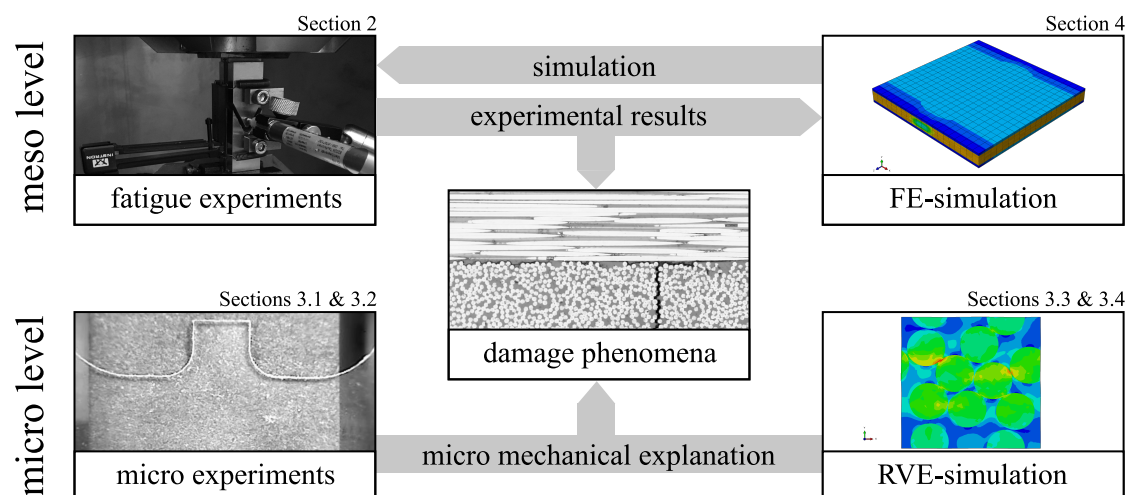 Section 2
Section 4
meso level
simulation
experimental results
INSTRON
fatigue experiments
FE-simulation
Sections 3.1 & 3.2
Sections 3.3 & 3.4
damage phenomena
micro level
micro mechanical explanation
micro experiments
RVE-simulation